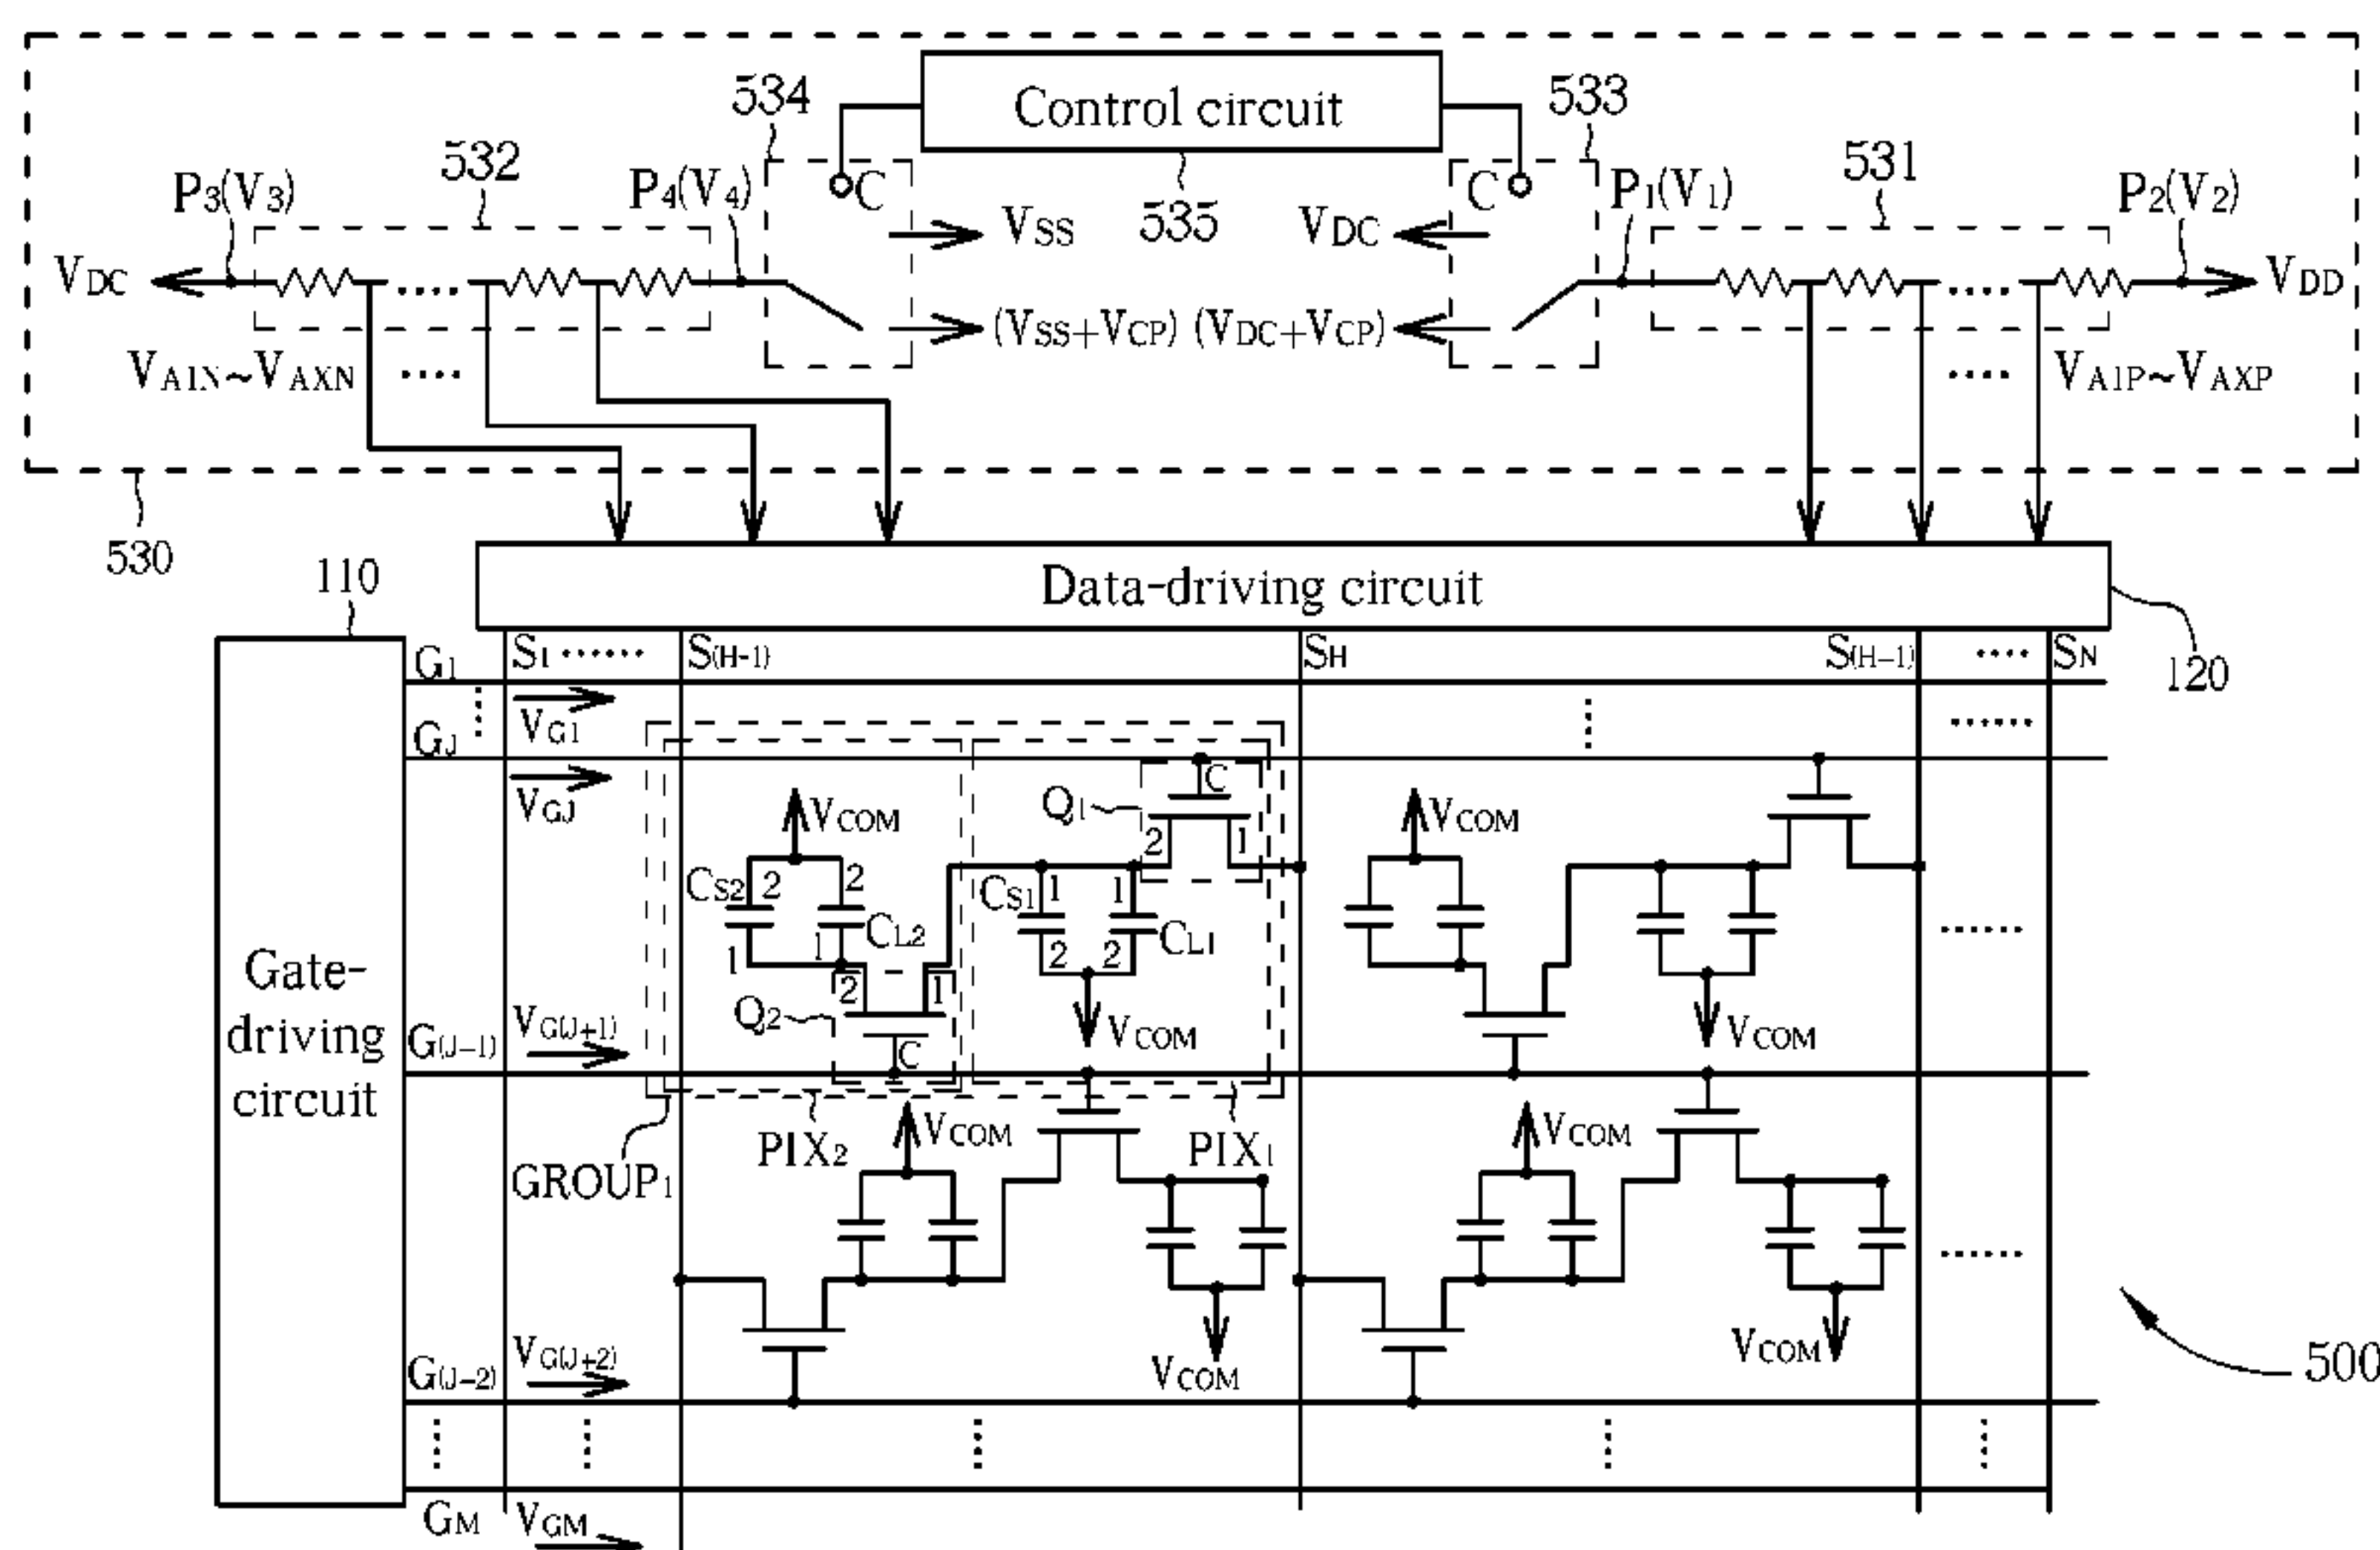 534
Control circuit
533
532
535
531
P3(V3)
P4(V4)
C
C
P1(V1)
P2(V2)
VSS
VDC
VDC
VDD
(VSS+VCP)
(VDC+VCP)
VA1N~VAXN
....
....
VA1P~VAXP
530
110
Data-driving circuit
120
G1
S1 ......
S(H-1)
SH
S(H-1)
....
SN
VG1
GJ
VGJ
......
Q1
C
2
1
VCOM
VCOM
CS2
2
2
CS1
1
1
1
1
CL2
2
2
CL1
......
Gate-
driving
circuit
Q2
2
1
C
VG(J+1)
G(J-1)
VCOM
VCOM
GROUP1
PIX2
VCOM
PIX1
VCOM
......
VG(J+2)
G(J-2)
VCOM
VCOM
500
GM
VGM